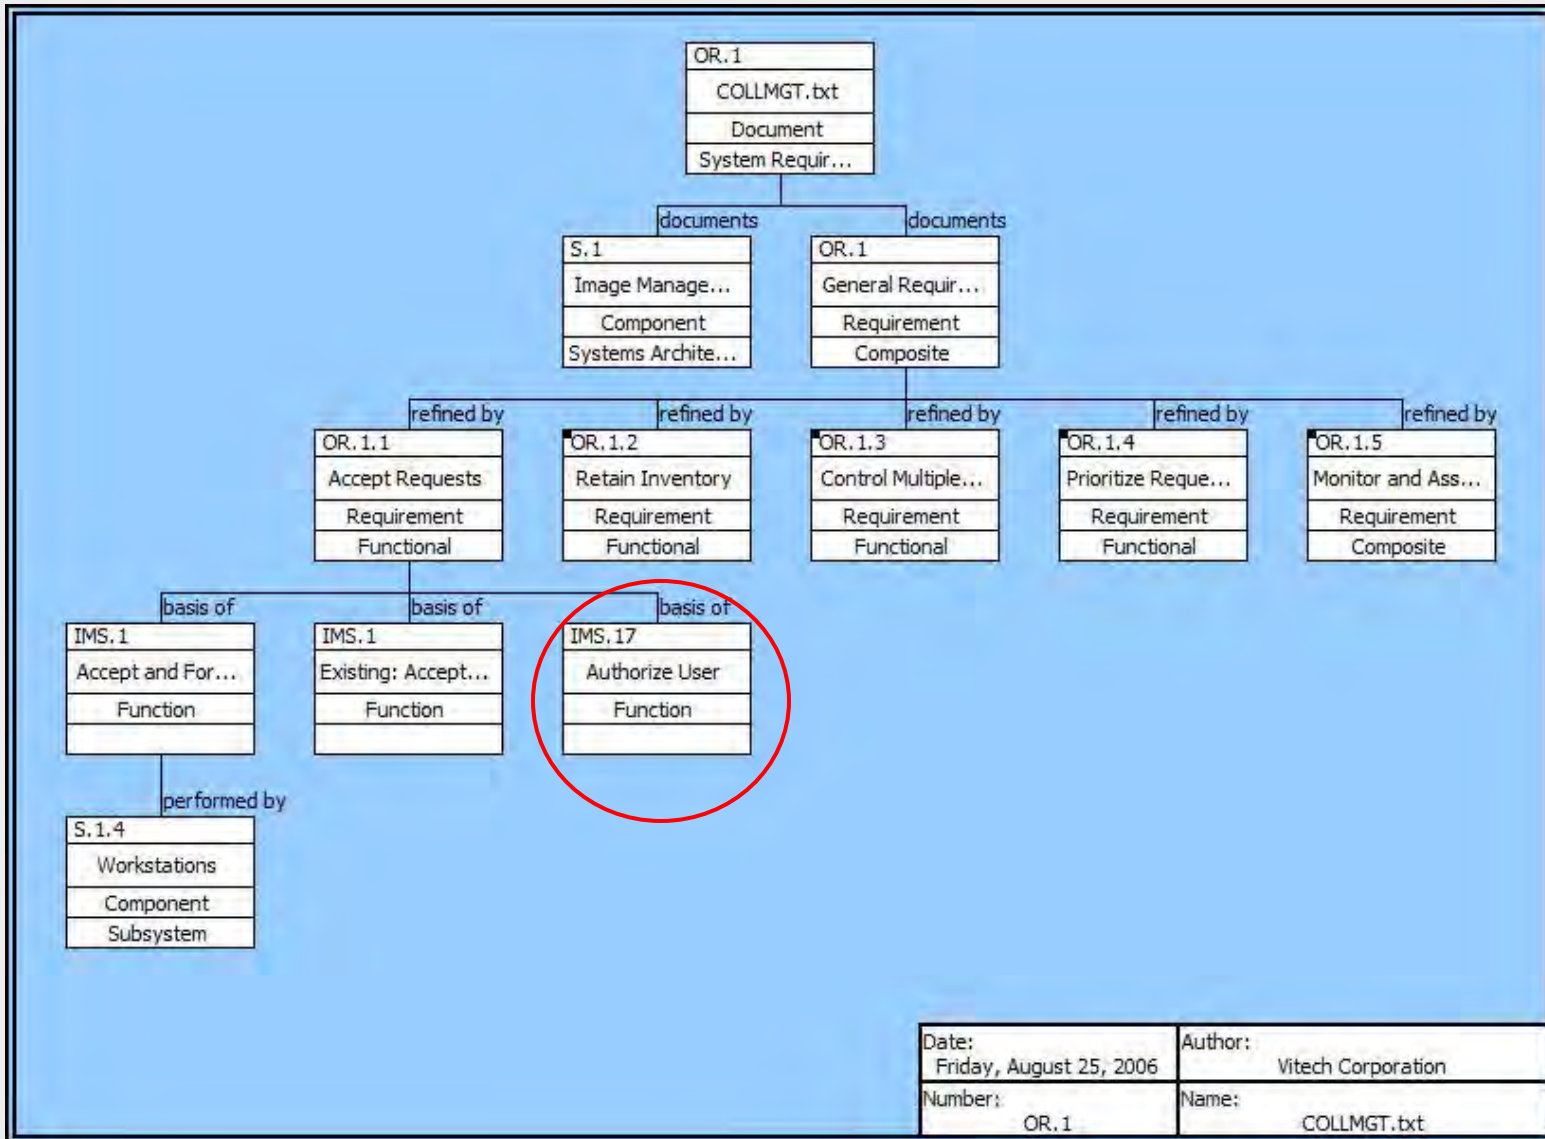 OR.1
COLLMGT.txt
Document
System Requir...
documents
documents
S.1
Image Manage...
Component
Systems Archite...
OR.1
General Requir...
Requirement
Composite
refined by
refined by
refined by
refined by
refined by
OR.1.1
Accept Requests
Requirement
Functional
OR.1.2
Retain Inventory
Requirement
Functional
OR.1.3
Control Multiple...
Requirement
Functional
OR.1.4
Prioritize Reque...
Requirement
Functional
OR.1.5
Monitor and Ass...
Requirement
Composite
basis of
basis of
basis of
IMS.1
Accept and For...
Function
IMS.1
Existing: Accept...
Function
IMS.17
Authorize User
Function
performed by
S.1.4
Workstations
Component
Subsystem
Date:
Friday, August 25, 2006
Author:
Vitech Corporation
Number:
OR.1
Name:
COLLMGT.txt